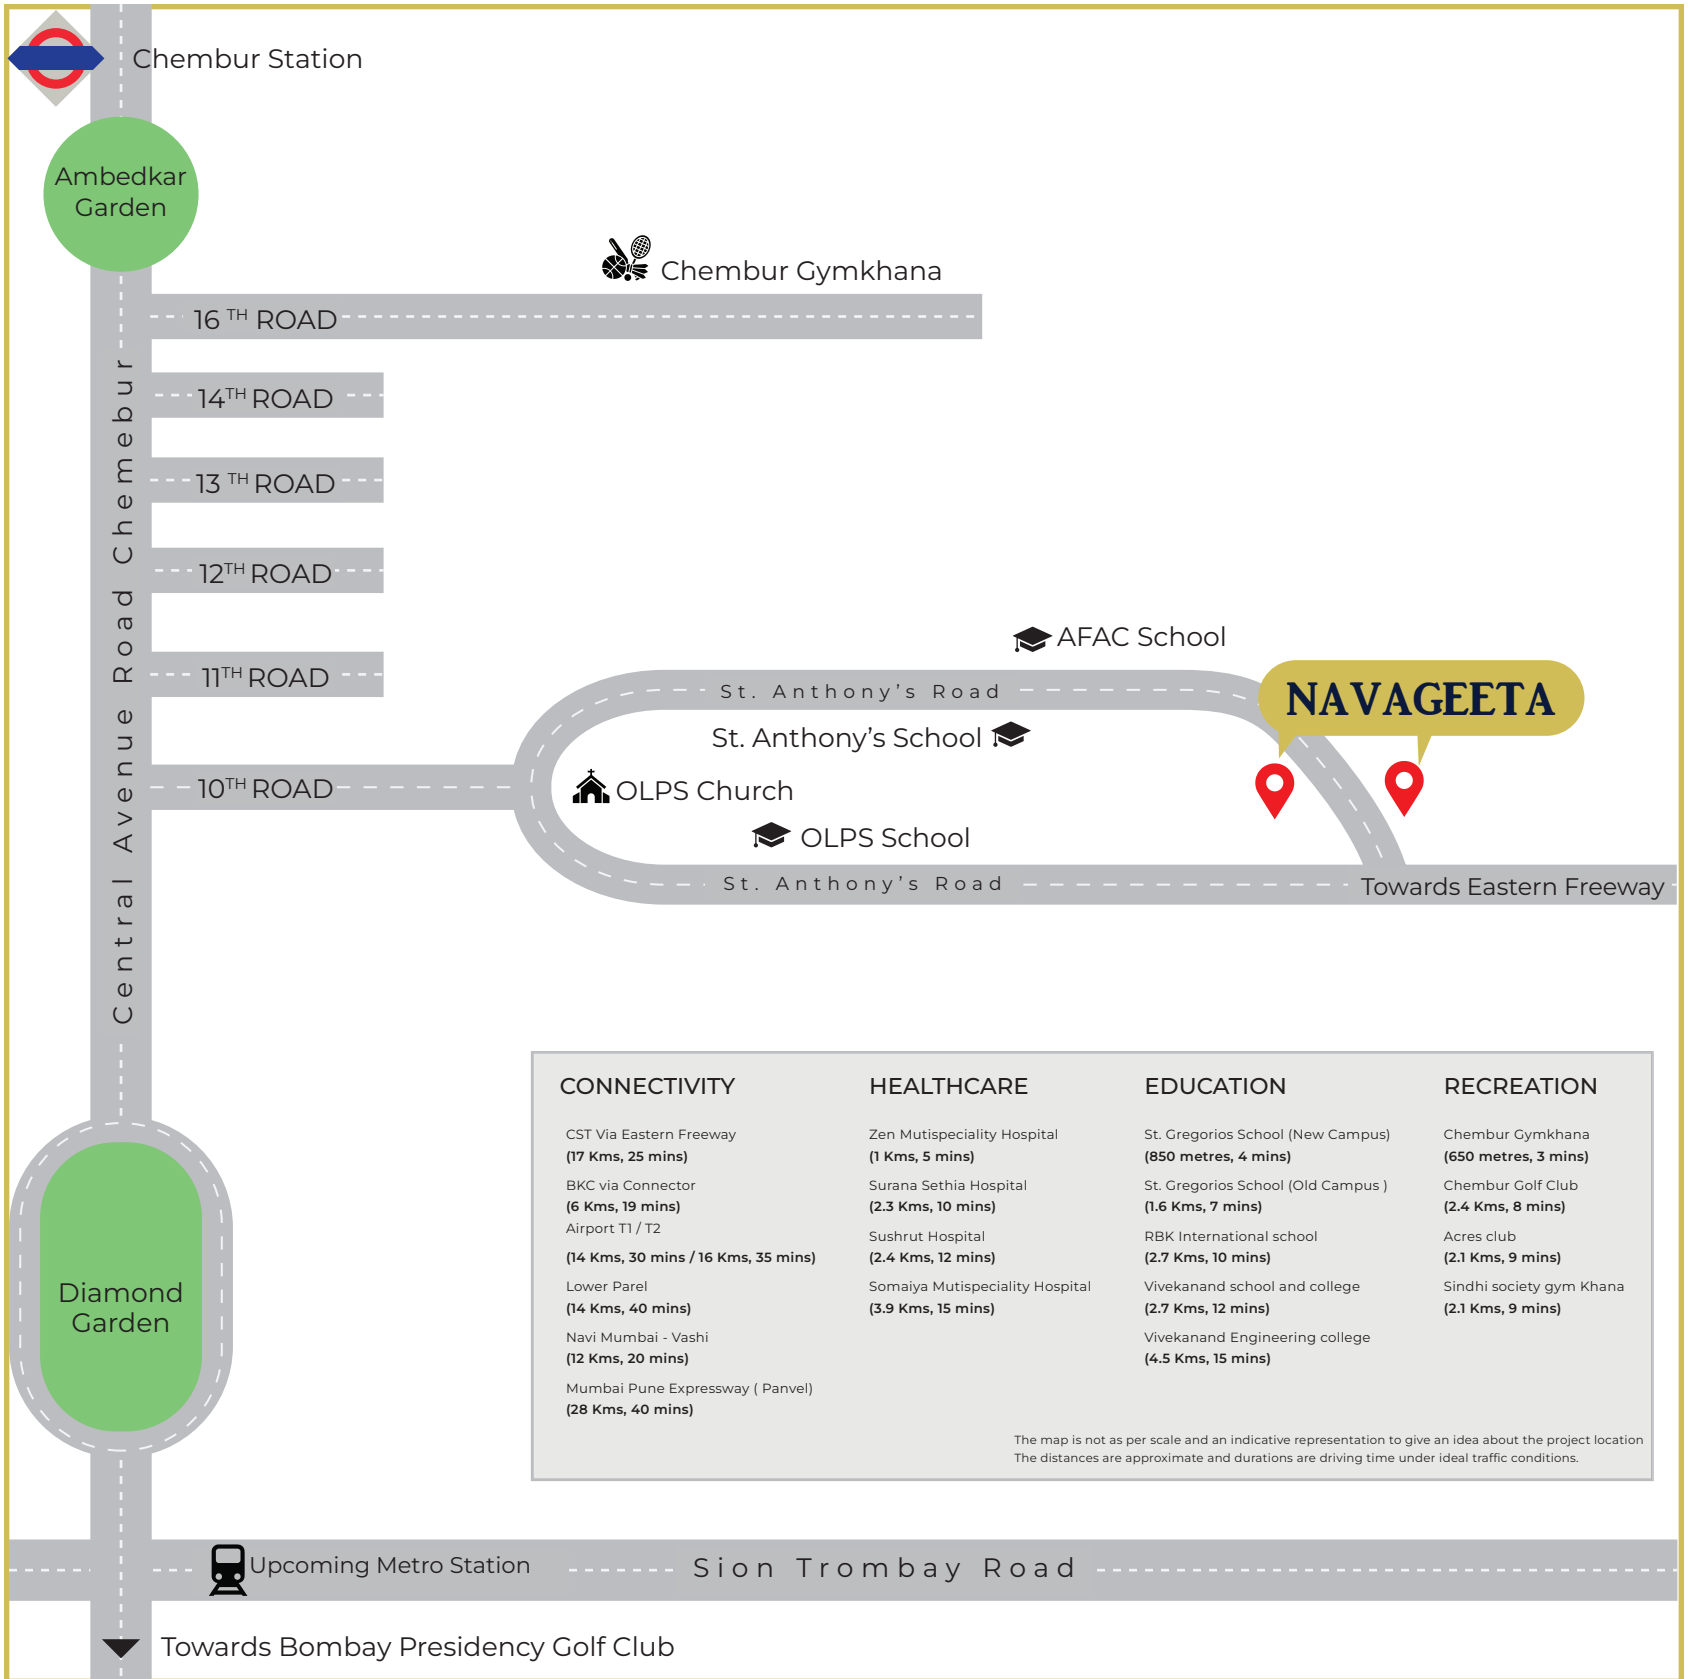 Chembur Station
Ambedkar
Garden
Chembur Gymkhana
16 TH ROAD
14TH ROAD
13 TH ROAD
12TH ROAD
11TH ROAD
10TH ROAD
Central Avenue Road Chemebur
AFAC School
St. Anthony's Road
NAVAGEETA
St. Anthony's School
OLPS Church
OLPS School
St. Anthony's Road
Towards Eastern Freeway
CONNECTIVITY
CST Via Eastern Freeway
(17 Kms, 25 mins)
BKC via Connector
(6 Kms, 19 mins)
Airport T1 / T2
(14 Kms, 30 mins / 16 Kms, 35 mins)
Lower Parel
(14 Kms, 40 mins)
Navi Mumbai - Vashi
(12 Kms, 20 mins)
Mumbai Pune Expressway ( Panvel)
(28 Kms, 40 mins)
HEALTHCARE
Zen Mutispeciality Hospital
(1 Kms, 5 mins)
Surana Sethia Hospital
(2.3 Kms, 10 mins)
Sushrut Hospital
(2.4 Kms, 12 mins)
Somaiya Mutispeciality Hospital
(3.9 Kms, 15 mins)
EDUCATION
St. Gregorios School (New Campus)
(850 metres, 4 mins)
St. Gregorios School (Old Campus )
(1.6 Kms, 7 mins)
RBK International school
(2.7 Kms, 10 mins)
Vivekanand school and college
(2.7 Kms, 12 mins)
Vivekanand Engineering college
(4.5 Kms, 15 mins)
RECREATION
Chembur Gymkhana
(650 metres, 3 mins)
Chembur Golf Club
(2.4 Kms, 8 mins)
Acres club
(2.1 Kms, 9 mins)
Sindhi society gym Khana
(2.1 Kms, 9 mins)
The map is not as per scale and an indicative representation to give an idea about the project location
The distances are approximate and durations are driving time under ideal traffic conditions.
Diamond
Garden
Upcoming Metro Station
Sion Trombay Road
Towards Bombay Presidency Golf Club